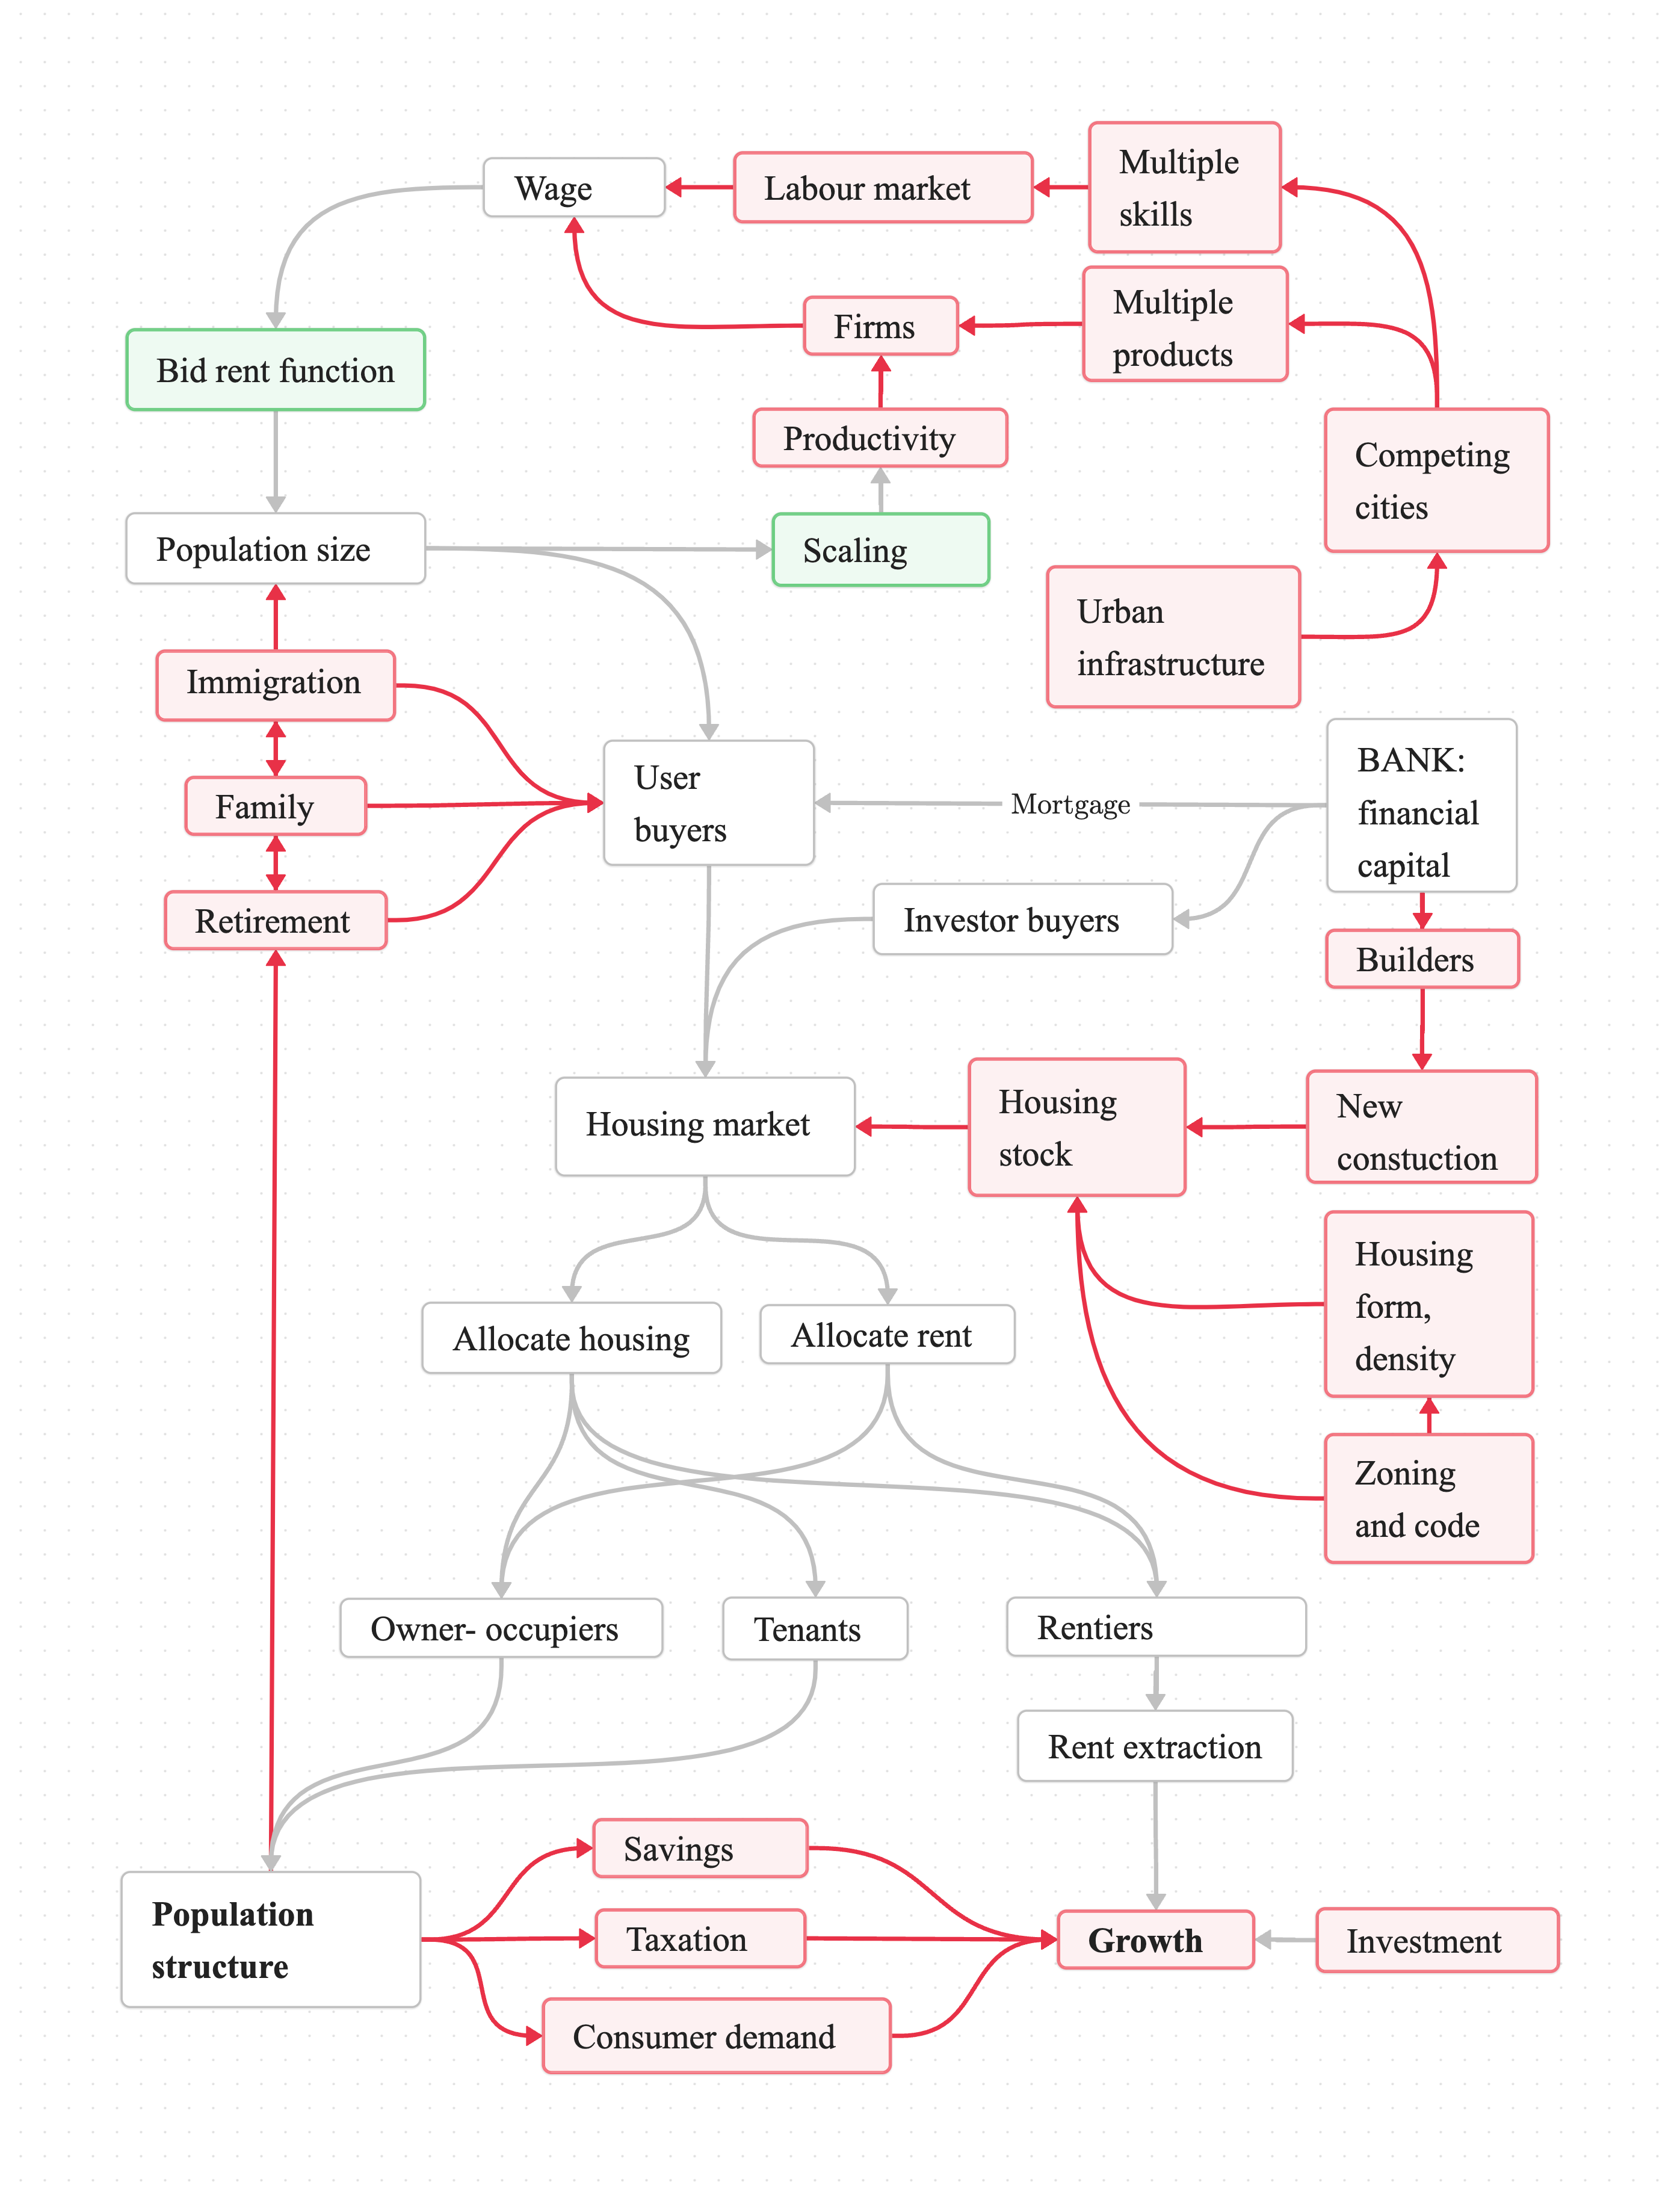 Wage
Labour market
Multiple
skills
Firms
Multiple
products
Bid rent function
Productivity
Competing
cities
Population size
Scaling
Urban
infrastructure
Immigration
User
buyers
Mortgage
BANK:
financial
capital
Family
Retirement
Investor buyers
Builders
Housing market
Housing
stock
New
constuction
Allocate housing
Allocate rent
Housing
form,
density
Zoning
and code
Owner- occupiers
Tenants
Rentiers
Rent extraction
Population
structure
Savings
Taxation
Consumer demand
Growth
Investment